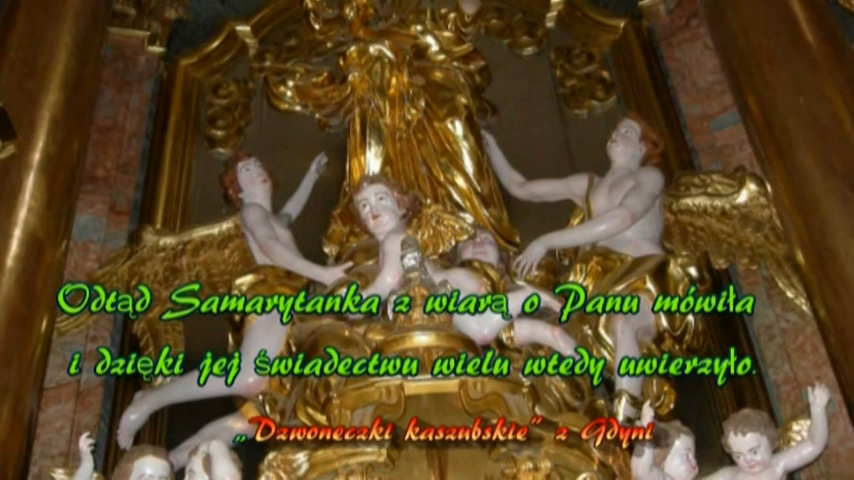 Odtąd Samarytanka z wiarą o Panu mówiła
i dzięki jej świadectwu wielu wtedy uwierzyło.
„Dzwoneczki kaszubskie” z Gdyni